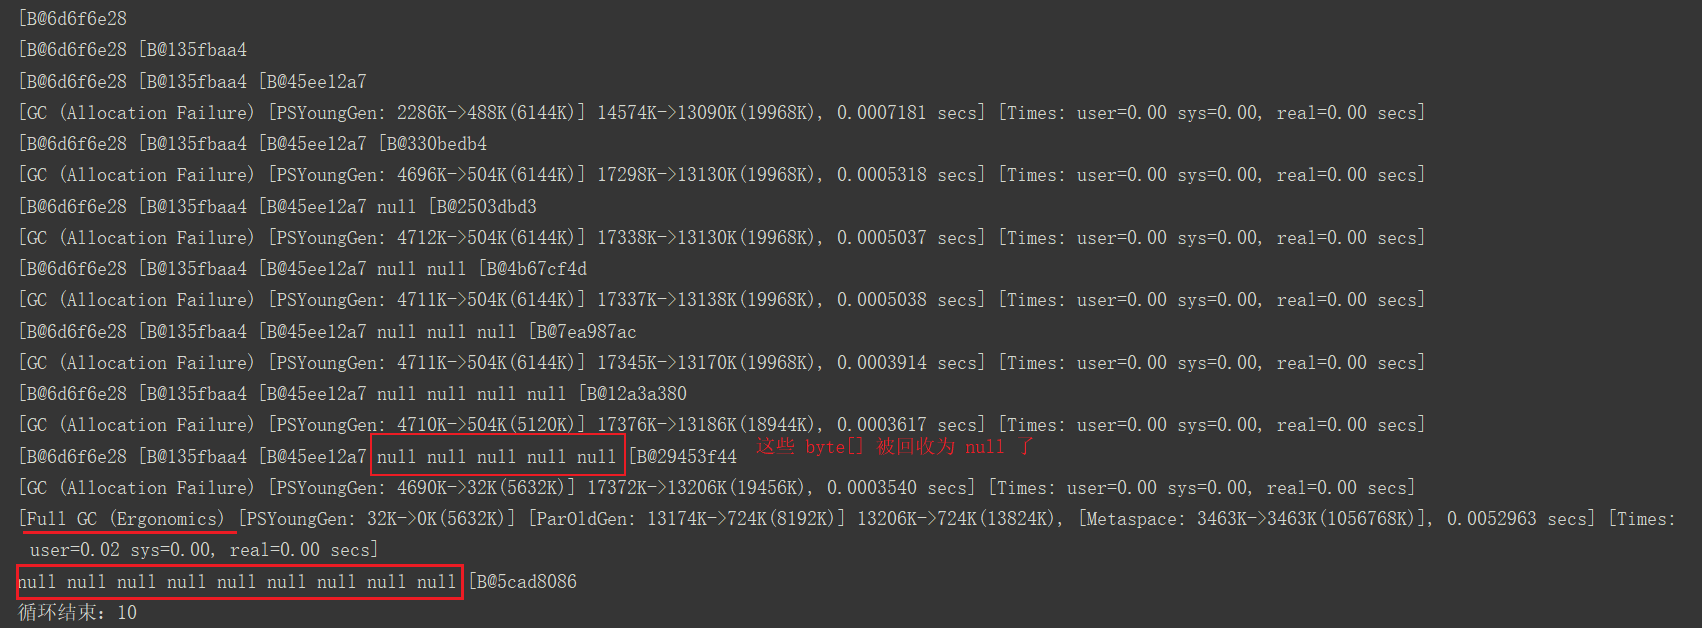 [B@6d6f6e28
[B@6d6f6e28 [B@135fbaa4
[B@6d6f6e28 [B@135fbaa4 [B@45ee12a7
[GC (Allocation Failure) [PSYoungGen: 2286K->488K(6144K)] 14574K->13090K(19968K), 0.0007181 secs] [Times: user=0.00 sys=0.00, real=0.00 secs]
[B@6d6f6e28 [B@135fbaa4 [B@45ee12a7 [B@330bedb4
[GC (Allocation Failure) [PSYoungGen: 4696K->504K(6144K)] 17298K->13130K(19968K), 0.0005318 secs] [Times: user=0.00 sys=0.00, real=0.00 secs]
[B@6d6f6e28 [B@135fbaa4 [B@45ee12a7 null [B@2503dbd3
[GC (Allocation Failure) [PSYoungGen: 4712K->504K(6144K)] 17338K->13130K(19968K), 0.0005037 secs] [Times: user=0.00 sys=0.00, real=0.00 secs]
[B@6d6f6e28 [B@135fbaa4 [B@45ee12a7 null null [B@4b67cf4d
[GC (Allocation Failure) [PSYoungGen: 4711K->504K(6144K)] 17337K->13138K(19968K), 0.0005038 secs] [Times: user=0.00 sys=0.00, real=0.00 secs]
[B@6d6f6e28 [B@135fbaa4 [B@45ee12a7 null null null [B@7ea987ac
[GC (Allocation Failure) [PSYoungGen: 4711K->504K(6144K)] 17345K->13170K(19968K), 0.0003914 secs] [Times: user=0.00 sys=0.00, real=0.00 secs]
[B@6d6f6e28 [B@135fbaa4 [B@45ee12a7 null null null null [B@12a3a380
[GC (Allocation Failure) [PSYoungGen: 4710K->504K(5120K)] 17376K->13186K(18944K), 0.0003617 secs] [Times: user=0.00 sys=0.00, real=0.00 secs]
[B@6d6f6e28 [B@135fbaa4 [B@45ee12a7 null null null null null [B@29453f44 这些 byte[] 被回收为 null 了
[GC (Allocation Failure) [PSYoungGen: 4690K->32K(5632K)] 17372K->13206K(19456K), 0.0003540 secs] [Times: user=0.00 sys=0.00, real=0.00 secs]
[Full GC (Ergonomics) [PSYoungGen: 32K->0K(5632K)] [ParOldGen: 13174K->724K(8192K)] 13206K->724K(13824K), [Metaspace: 3463K->3463K(1056768K)], 0.0052963 secs] [Times:
user=0.02 sys=0.00, real=0.00 secs]
null null null null null null null null null [B@5cad8086
循环结束：10